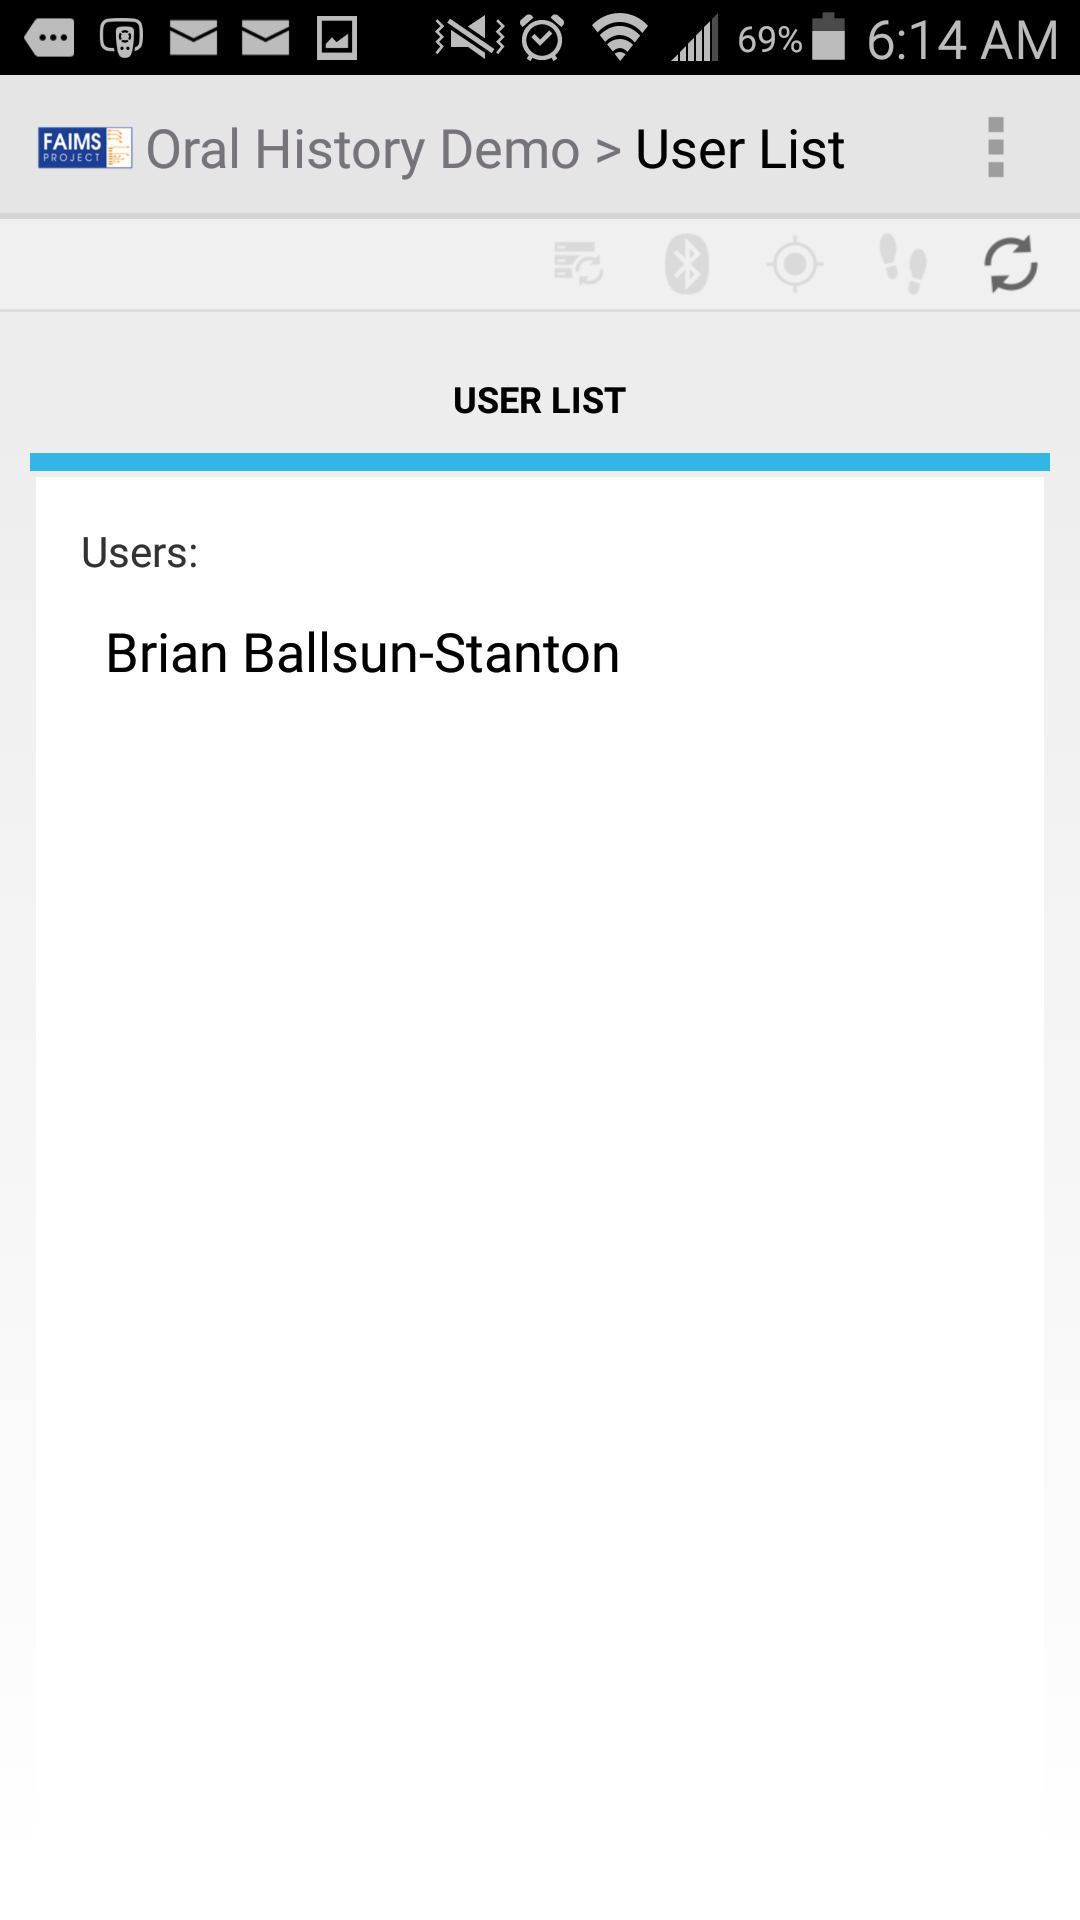 69% 6:14 AM
FAIMS
PROJECT
Oral History Demo > User List
USER LIST
Users:
Brian Ballsun-Stanton